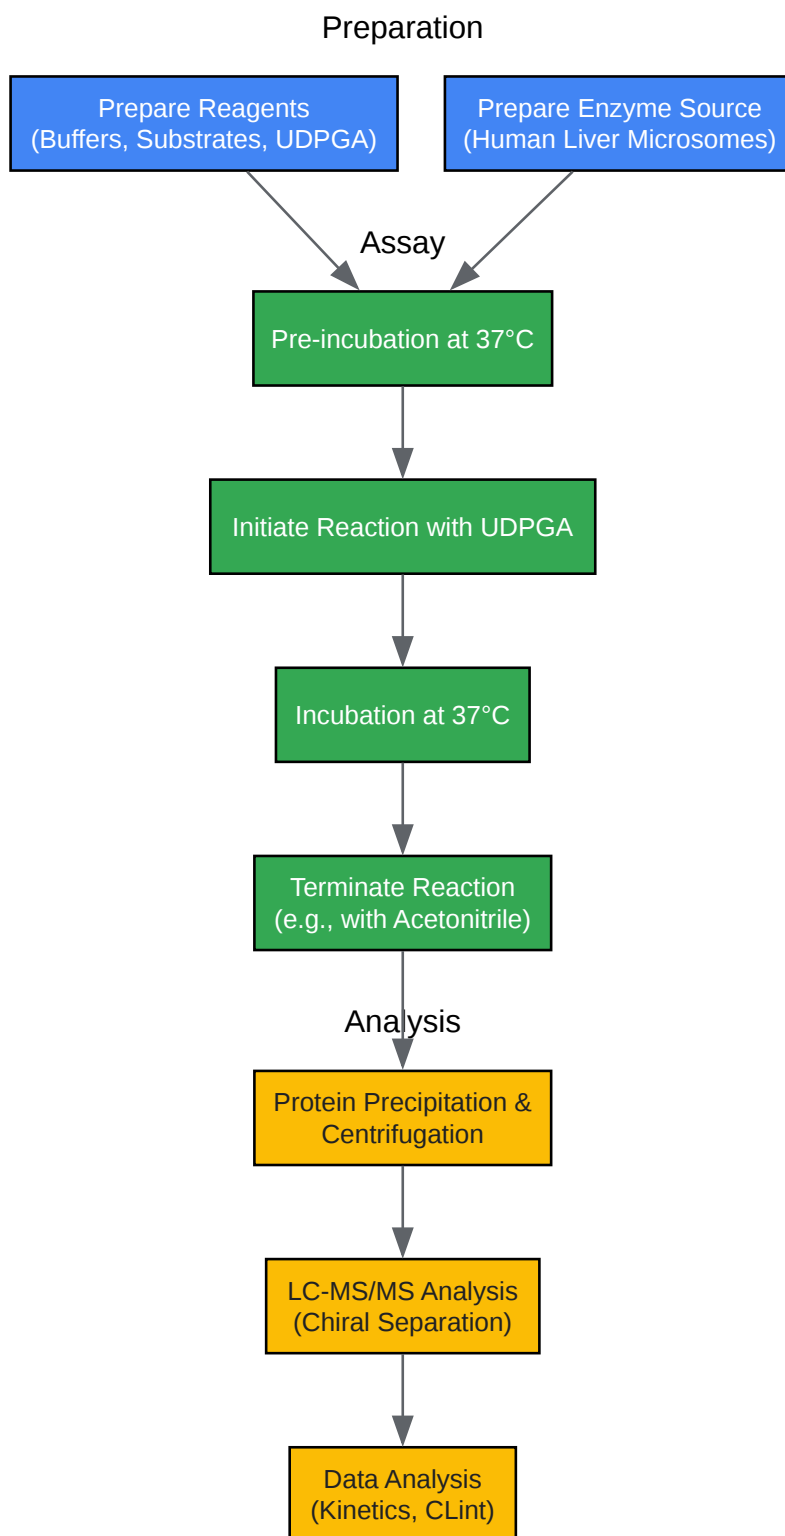 Preparation
Prepare Reagents
(Buffers, Substrates, UDPGA)
Prepare Enzyme Source
(Human Liver Microsomes)
Assay
Pre-incubation at 37°C
Initiate Reaction with UDPGA
Incubation at 37°C
Terminate Reaction
(e.g., with Acetonitrile)
Analysis
Protein Precipitation &
Centrifugation
LC-MS/MS Analysis
(Chiral Separation)
Data Analysis
(Kinetics, CLint)